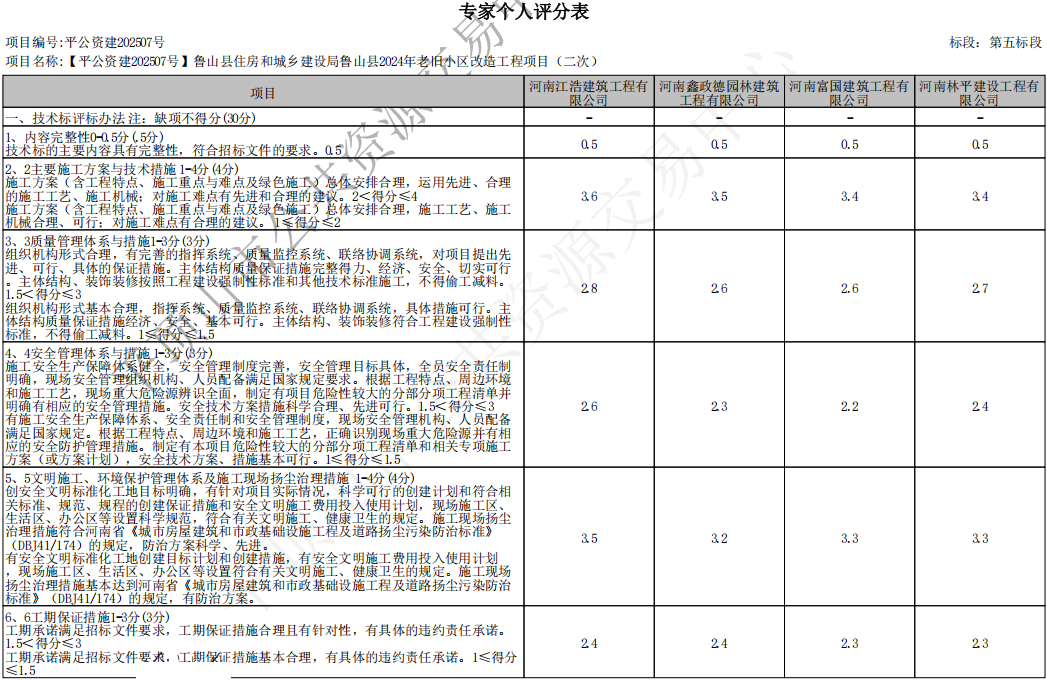 专家个人评分表
项目编号:平公资建202507号
标段：第五标段
项目名称:【平公资建202507号】鲁山县住房和城乡建设局鲁山县2024年老旧小区改造工程项目（二次）
项目
河南江浩建筑工程有
限公司
河南鑫政德园林建筑
工程有限公司
河南富国建筑工程有
限公司
河南林平建设工程有
限公司
一、技术标评标办法 注：缺项不得分(30分)
-
-
-
-
1、内容完整性0-0.5分(.5分)
技术标的主要内容具有完整性，符合招标文件的要求。0.5
0.5
0.5
0.5
0.5
2、2主要施工方案与技术措施 1-4分(4分)
施工方案（含工程特点、施工重点与难点及绿色施工）总体安排合理，运用先进、合理
的施工工艺、施工机械；对施工难点有先进和合理的建议。2＜得分≤4
施工方案（含工程特点、施工重点与难点及绿色施工）总体安排合理，施工工艺、施工
机械合理、可行；对施工难点有合理的建议。1≤得分≤2
3.6
3.5
3.4
3.4
3、3质量管理体系与措施1-3分(3分)
组织机构形式合理，有完善的指挥系统、质量监控系统、联络协调系统，对项目提出先
进、可行、具体的保证措施。主体结构质量保证措施完整得力、经济、安全、切实可行
。主体结构、装饰装修按照工程建设强制性标准和其他技术标准施工，不得偷工减料。
1.5＜得分≤3
组织机构形式基本合理，指挥系统、质量监控系统、联络协调系统，具体措施可行。主
体结构质量保证措施经济、安全、基本可行。主体结构、装饰装修符合工程建设强制性
标准，不得偷工减料。1≤得分≤1.5
2.8
2.6
2.6
2.7
4、4安全管理体系与措施 1-3分(3分)
施工安全生产保障体系健全，安全管理制度完善，安全管理目标具体，全员安全责任制
明确，现场安全管理组织机构、人员配备满足国家规定要求。根据工程特点、周边环境
和施工工艺，现场重大危险源辨识全面，制定有项目危险性较大的分部分项工程清单并
明确有相应的安全管理措施。安全技术方案措施科学合理、先进可行。1.5＜得分≤3
有施工安全生产保障体系、安全责任制和安全管理制度，现场安全管理机构、人员配备
满足国家规定。根据工程特点、周边环境和施工工艺，正确识别现场重大危险源并有相
应的安全防护管理措施。制定有本项目危险性较大的分部分项工程清单和相关专项施工
方案（或方案计划），安全技术方案、措施基本可行。1≤得分≤1.5
2.6
2.3
2.2
2.4
5、5文明施工、环境保护管理体系及施工现场扬尘治理措施 1-4分(4分)
创安全文明标准化工地目标明确，有针对项目实际情况，科学可行的创建计划和符合相
关标准、规范、规程的创建保证措施和安全文明施工费用投入使用计划，现场施工区、
生活区、办公区等设置科学规范，符合有关文明施工、健康卫生的规定。施工现场扬尘
治理措施符合河南省《城市房屋建筑和市政基础设施工程及道路扬尘污染防治标准》
（DBJ41/174）的规定，防治方案科学、先进。
有安全文明标准化工地创建目标计划和创建措施，有安全文明施工费用投入使用计划
，现场施工区、生活区、办公区等设置符合有关文明施工、健康卫生的规定。施工现场
扬尘治理措施基本达到河南省《城市房屋建筑和市政基础设施工程及道路扬尘污染防治
标准》（DBJ41/174）的规定，有防治方案。
3.5
3.2
3.3
3.3
6、6工期保证措施1-3分(3分)
工期承诺满足招标文件要求，工期保证措施合理且有针对性，有具体的违约责任承诺。
1.5＜得分≤3
工期承诺满足招标文件要求，工期保证措施基本合理，有具体的违约责任承诺。1≤得分
≤1.5
2.4
2.4
2.3
2.3